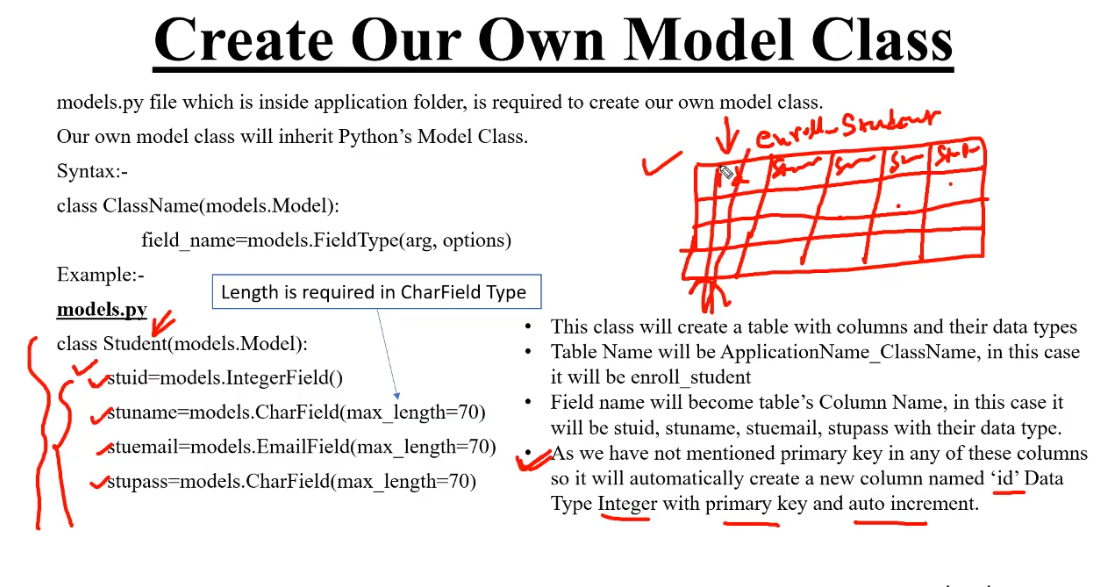 Create Our Own Model Class
models.py file which is inside application folder, is required to create our own model class.
Our own model class will inherit Python's Model Class.
Syntax:-
class ClassName(models.Model):
field_name=models.FieldType(arg, options)
Example:-
models.py
Length is required in CharField Type
class Student(models.Model):
stuid=models.IntegerField()
stuname=models.CharField(max_length=70)
stuemail=models.EmailField(max_length=70)
stupass=models.CharField(max_length=70)
enroll_Student
• This class will create a table with columns and their data types
• Table Name will be ApplicationName_ClassName, in this case
it will be enroll_student
• Field name will become table's Column Name, in this case it
will be stuid, stuname, stuemail, stupass with their data type.
• As we have not mentioned primary key in any of these columns
so it will automatically create a new column named ‘id’ Data
Type Integer with primary key and auto increment.